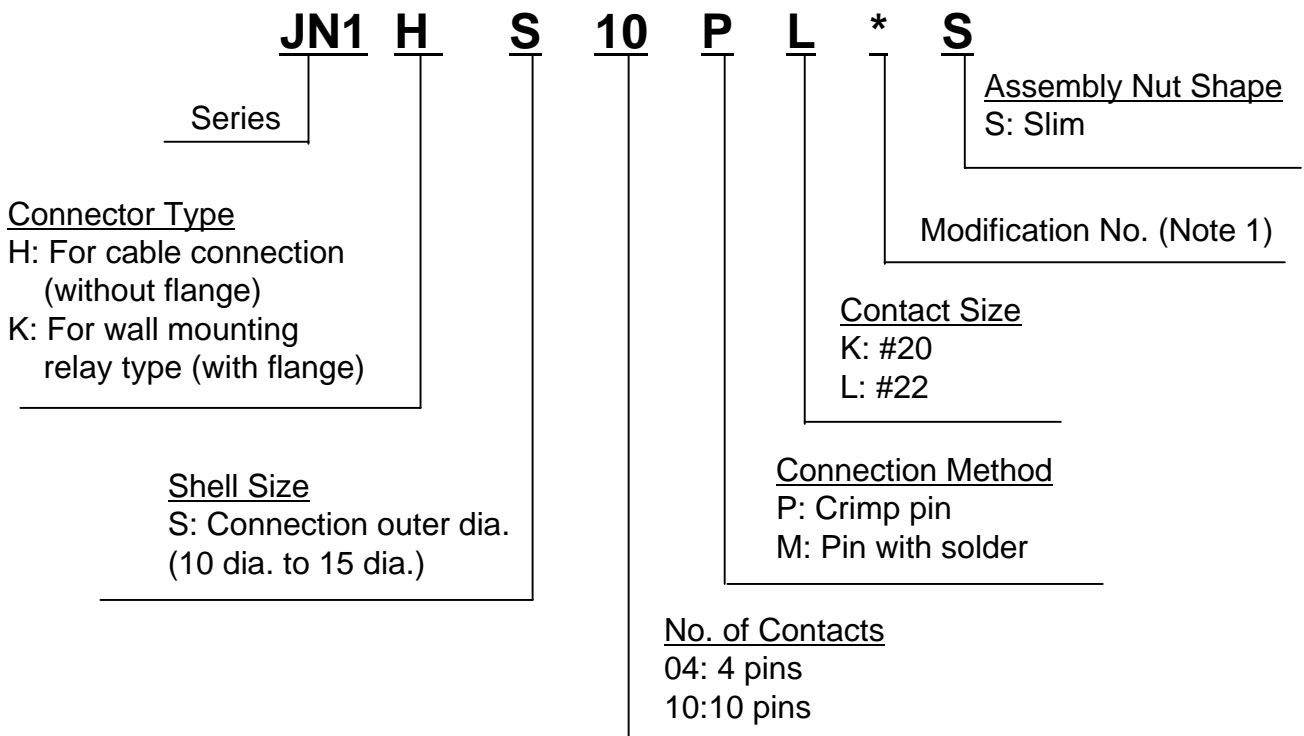 JN1 H S 10 P L * S
Assembly Nut Shape
S: Slim
Series
Modification No. (Note 1)
Connector Type
H: For cable connection
(without flange)
K: For wall mounting
relay type (with flange)
Contact Size
K: #20
L: #22
Connection Method
P: Crimp pin
M: Pin with solder
Shell Size
S: Connection outer dia.
(10 dia. to 15 dia.)
No. of Contacts
04: 4 pins
10:10 pins